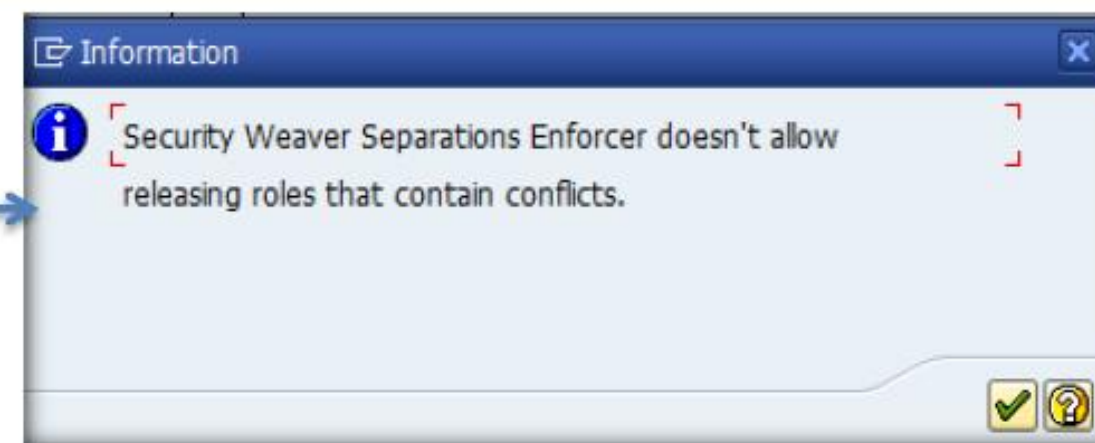 Information
Security Weaver Separations Enforcer doesn't allow
releasing roles that contain conflicts.